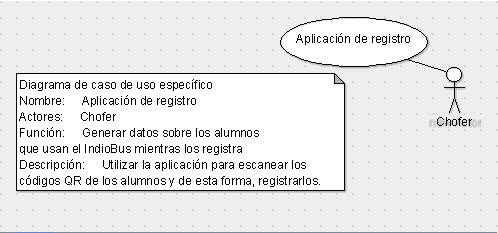 Aplicación de registro
Diagrama de caso de uso específico
Nombre: Aplicación de registro
Actores: Chofer
Función: Generar datos sobre los alumnos
que usan el IndioBus mientras los registra
Descripción: Utilizar la aplicación para escanear los
códigos QR de los alumnos y de esta forma, registrarlos.
Chofer